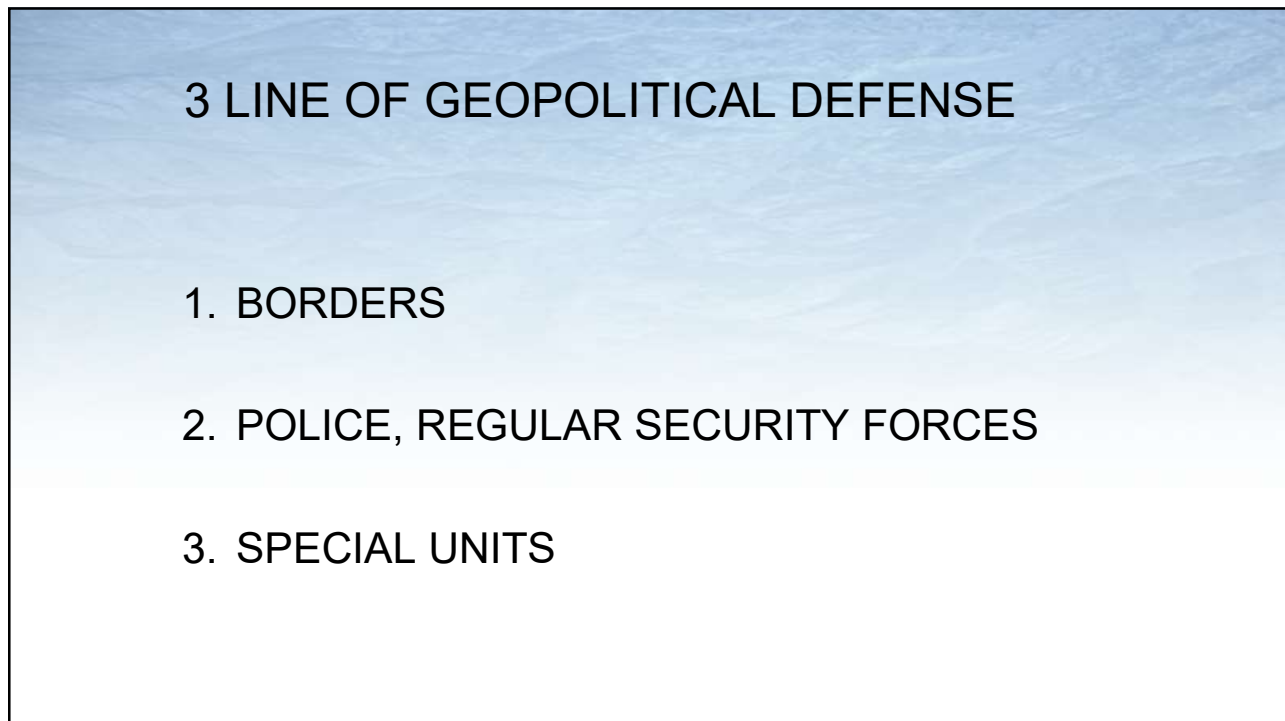 3 LINE OF GEOPOLITICAL DEFENSE
1. BORDERS
2. POLICE, REGULAR SECURITY FORCES
3. SPECIAL UNITS